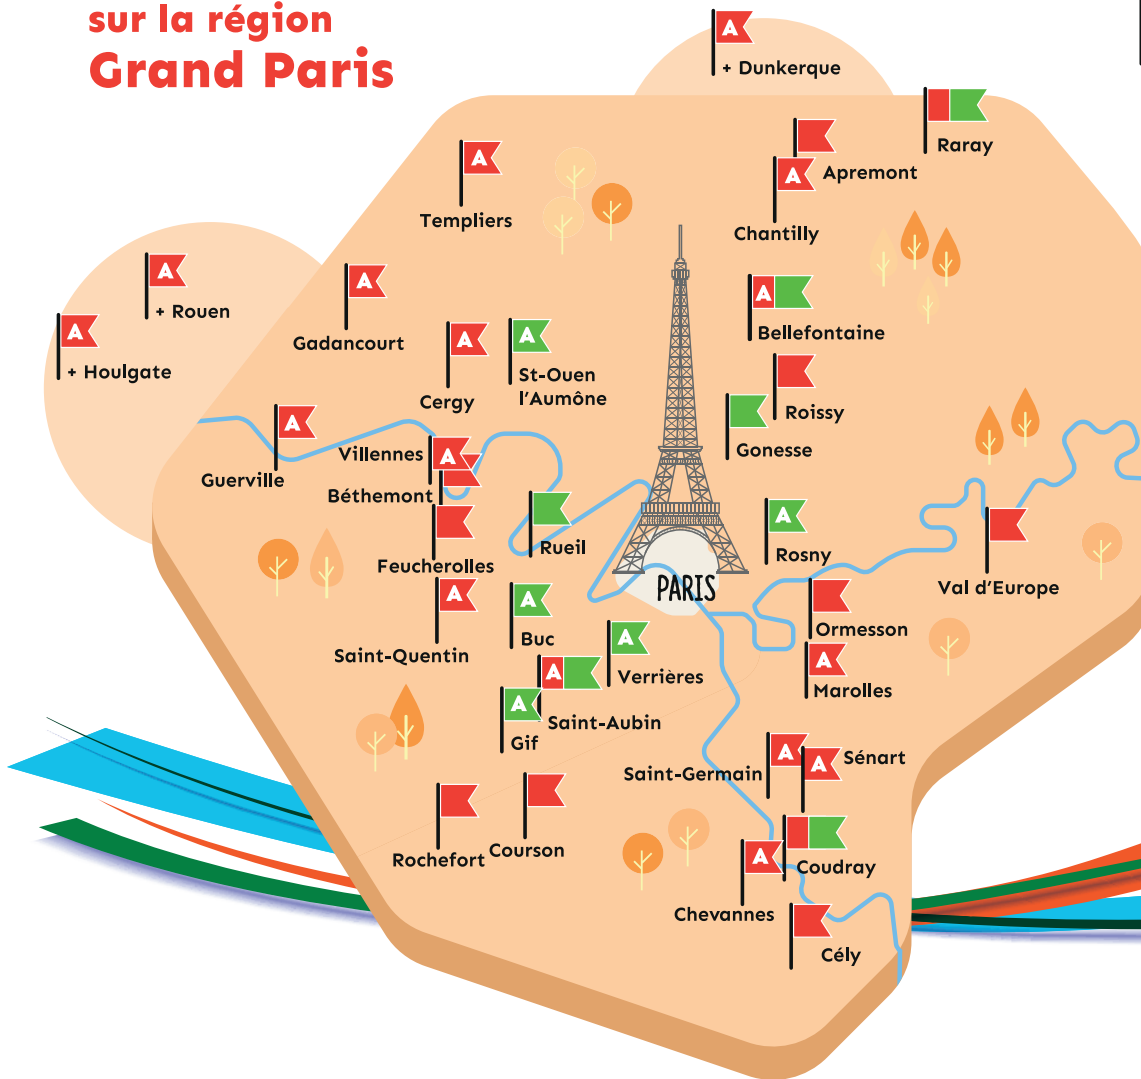 sur la région
Grand Paris
A
+ Dunkerque
Raray
A
Templiers
Apremont
A
Chantilly
A
+ Rouen
A
Gadancourt
A
+ Houlgate
A
Cergy
A
St-Ouen
l'Aumône
A
Bellefontaine
Roissy
Gonesse
A
Guerville
Villennes
A
Béthemont
Feucherolles
Rueil
A
Rosny
Val d'Europe
PARIS
A
Saint-Quentin
A
Buc
A
Verrières
Ormesson
A
Marolles
A
Saint-Aubin
A
Gif
Saint-Germain
A
A
Sénart
Rochefort
Courson
Coudray
A
Chevannes
Cély